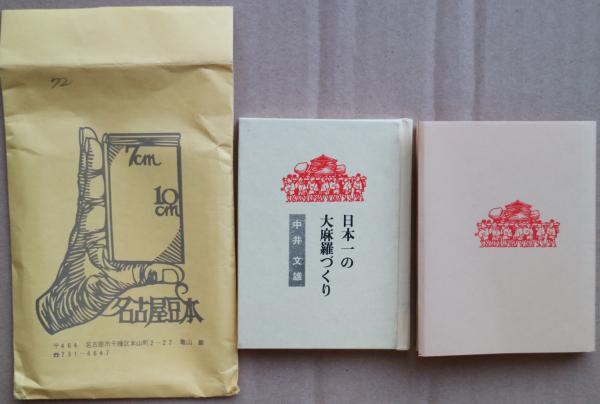 72
7cm
10
cm
名古屋豆本
〒464 名古屋市千種区本山町2-27 亀山 巌
☎751-4647
日本一の
大麻羅づくり
中井文雄